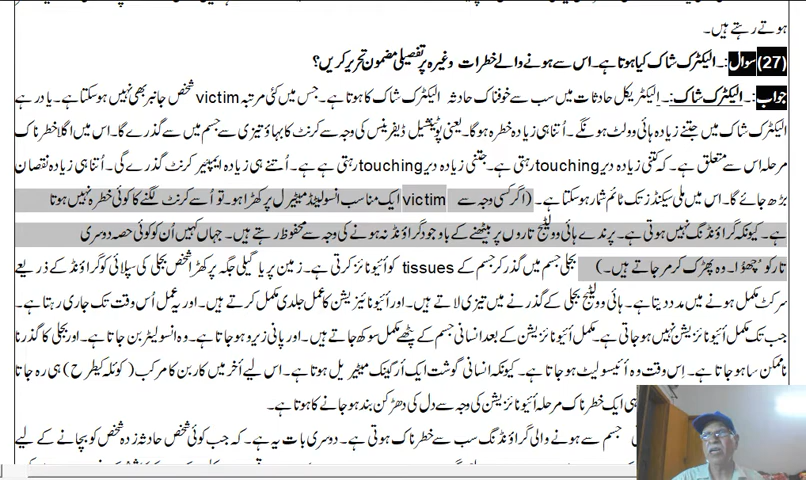 ہوتے رہتے ہیں۔
(27) سوال:۔ الیکٹرک شاک کیا ہوتا ہے۔ اس سے ہونے والے خطرات وغیرہ پر تفصیلی مضمون تحریر کریں؟
جواب:۔ الیکٹرک شاک:۔ الیکٹریکل حادثات میں سب سے خوفناک حادثہ الیکٹرک شاک کا ہوتا ہے۔ جس میں کئی مرتبہ victim شخص جانبر بھی نہیں ہو سکتا ہے۔ یاد رہے
الیکٹرک شاک میں جتنے زیادہ ہائی وولٹ ہونگے۔ اُتنا ہی زیادہ خطرہ ہوگا۔ یعنی پوٹینشیل ڈیفرینس کی وجہ سے کرنٹ کا بہاؤ تیزی سے جسم میں سے گذرے گا۔ اس میں اگلا خطرناک
مرحلہ اس سے متعلق ہے۔ کہ کتنی زیادہ دیر touching رہتی ہے۔ جتنی زیادہ دیر touching رہتی ہے۔ اُتنے ہی زیادہ ایمپئیر کرنٹ گذرے گی۔ اُتنا ہی زیادہ نقصان
بڑھ جائے گا۔ اس میں ملی سیکنڈز تک ٹائم شمار ہو سکتا ہے۔ (اگر کسی وجہ سے victim ایک مناسب انسولیٹڈ میٹیرل پر کھڑا ہو۔ تو اُسے کرنٹ لگنے کا کوئی خطرہ نہیں ہوتا
ہے۔ کیونکہ گراؤنڈنگ نہیں ہوتی ہے۔ پرندے ہائی وولٹیج تاروں پر بیٹھنے کے باوجود گراؤنڈ نہ ہونے کی وجہ سے محفوظ رہتے ہیں۔ جہاں کہیں اُن کو کوئی حصہ دوسری
تار کو چُھؤا۔ وہ پھڑک کر مر جاتے ہیں۔) بجلی جسم میں گذر کر جسم کے tissues کو آئیونائز کرتی ہے۔ زمین پر یا گیلی جگہ پر کھڑا شخص بجلی کی سپلائی کو گراؤنڈ کے ذریعے
سرکٹ مکمل ہونے میں مدد دیتا ہے۔ ہائی وولٹیج بجلی کے گذرنے میں تیزی لاتے ہیں۔ اور آئیونائیزیشن کا عمل جلدی مکمل کرتے ہیں۔ اور یہ عمل اُس وقت تک جاری رہتا ہے۔
جب تک مکمل آئیونائزیشن نہیں ہو جاتی ہے۔ مکمل آئیونائزیشن کے بعد انسانی جسم کے پٹھے مکمل سوکھ جاتے ہیں۔ اور پانی زیرو ہو جاتا ہے۔ وہ انسولیٹر بن جاتا ہے۔ اور بجلی کا گذرنا
ناممکن سا ہو جاتا ہے۔ اِس وقت وہ آئیسولیٹ ہو جاتا ہے۔ کیونکہ انسانی گوشت ایک اُرگینک میٹیریل ہوتا ہے۔ اس لیے آخر میں کاربن کا مرکب (کوئلہ کیطرح) ہی رہ جاتا
ہی ایک خطرناک مرحلہ آئیونائزیشن کی وجہ سے دل کی دھڑکن بند ہو جانے کا ہوتا ہے۔
جسم سے ہونے والی گراؤنڈنگ سب سے خطرناک ہوتی ہے۔ دوسری بات یہ ہے۔ کہ جب کوئی شخص حادثہ زدہ شخص کو بچانے کے لیے